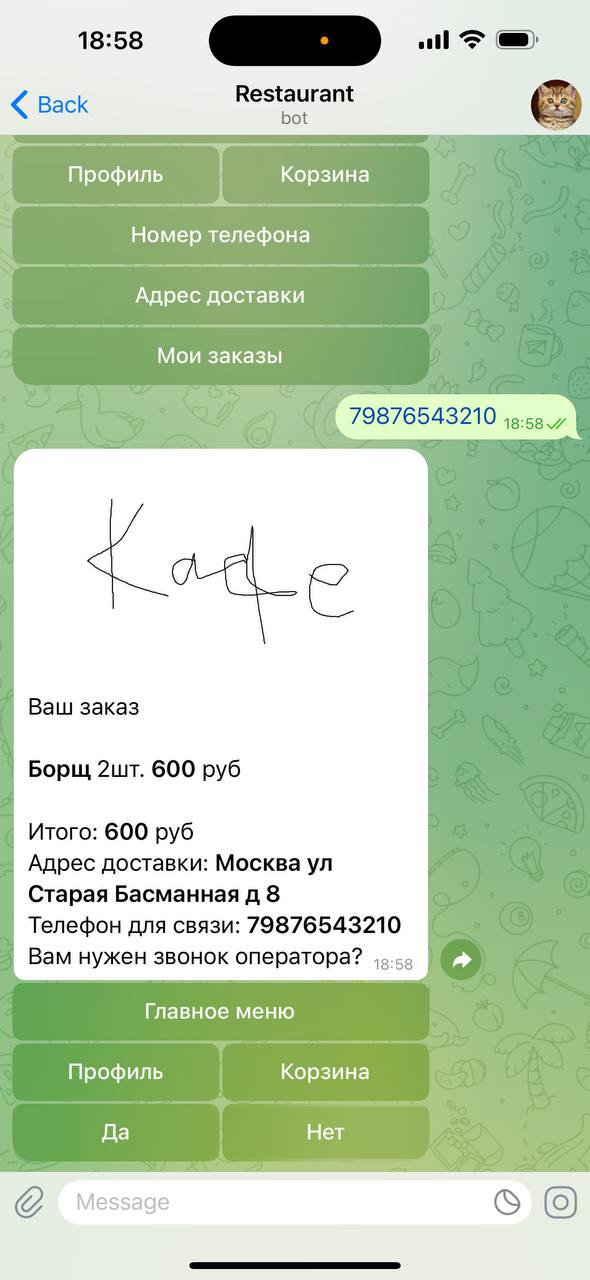 18:58
Back
Restaurant
bot
Профиль
Корзина
Номер телефона
Адрес доставки
Мои заказы
79876543210 18:58
Кафе
Ваш заказ
Борщ 2шт. 600 руб
Итого: 600 руб
Адрес доставки: Москва ул
Старая Басманная д 8
Телефон для связи: 79876543210
Вам нужен звонок оператора? 18:58
Главное меню
Профиль
Корзина
Да
Нет
Message